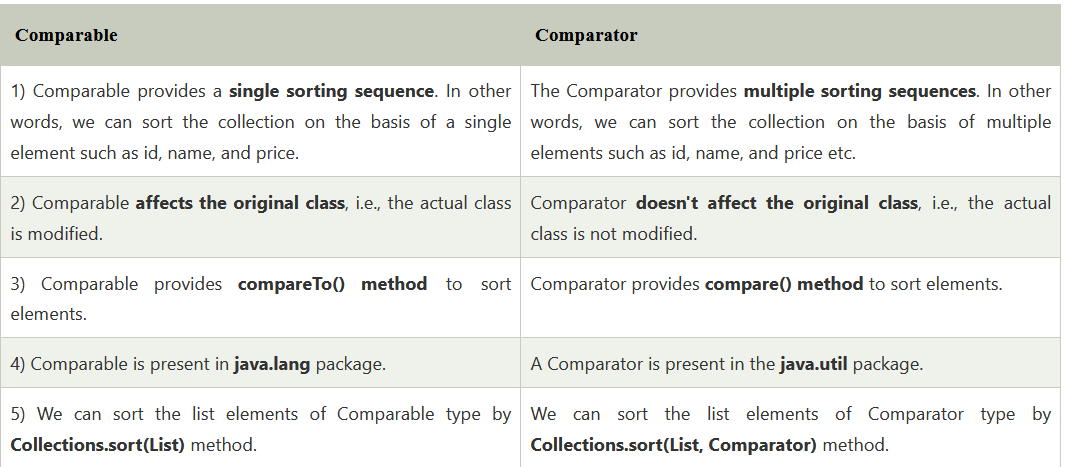 Comparable
Comparator
1) Comparable provides a single sorting sequence. In other
words, we can sort the collection on the basis of a single
element such as id, name, and price.
The Comparator provides multiple sorting sequences. In other
words, we can sort the collection on the basis of multiple
elements such as id, name, and price etc.
2) Comparable affects the original class, i.e., the actual class
is modified.
Comparator doesn't affect the original class, i.e., the actual
class is not modified.
3) Comparable provides compareTo() method to sort
elements.
Comparator provides compare() method to sort elements.
4) Comparable is present in java.lang package.
A Comparator is present in the java.util package.
5) We can sort the list elements of Comparable type by
Collections.sort(List) method.
We can sort the list elements of Comparator type by
Collections.sort(List, Comparator) method.